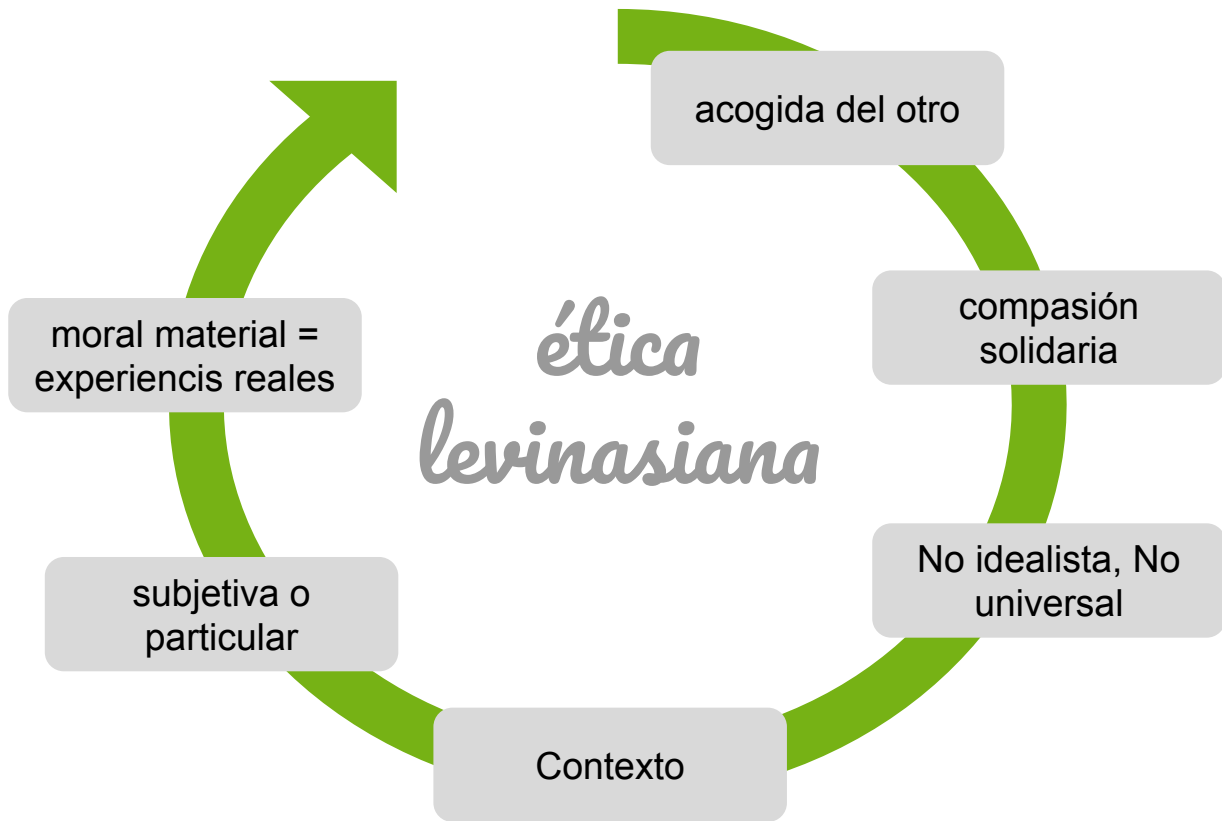 acogida del otro
compasión
solidaria
No idealista, No
universal
Contexto
subjetiva o
particular
moral material =
experiencis reales
ética
levinasiana